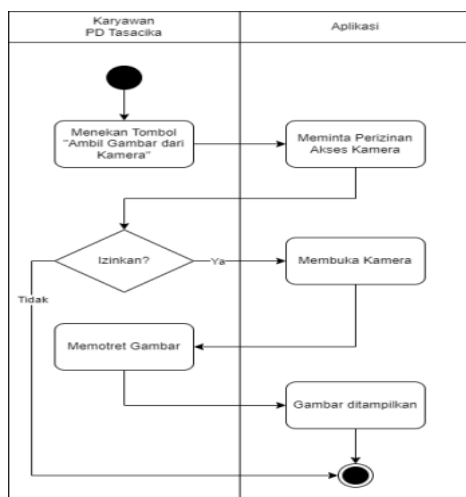 Karyawan
PD Tasacika
Aplikasi
Menekan Tombol
"Ambil Gambar dari
Kamera"
Meminta Perizinan
Akses Kamera
Izinkan?
Ya
Membuka Kamera
Tidak
Memotret Gambar
Gambar ditampilkan